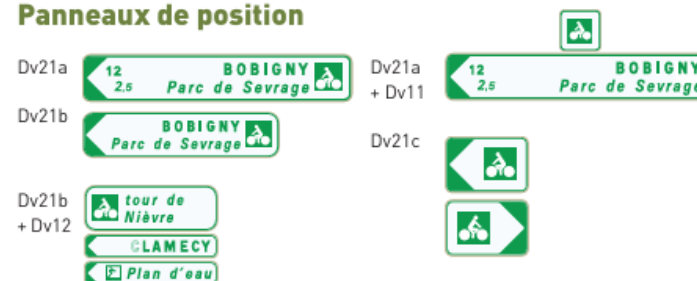 Panneaux de position
Dv21a
12 BOBIGNY
2,5 Parc de Sevrage
Dv21b
BOBIGNY
Parc de Sevrage
Dv21b
+ Dv12
tour de
Nièvre
CLAMECY
Plan d'eau
Dv21a
+ Dv11
12 BOBIGNY
2,5 Parc de Sevrage
Dv21c